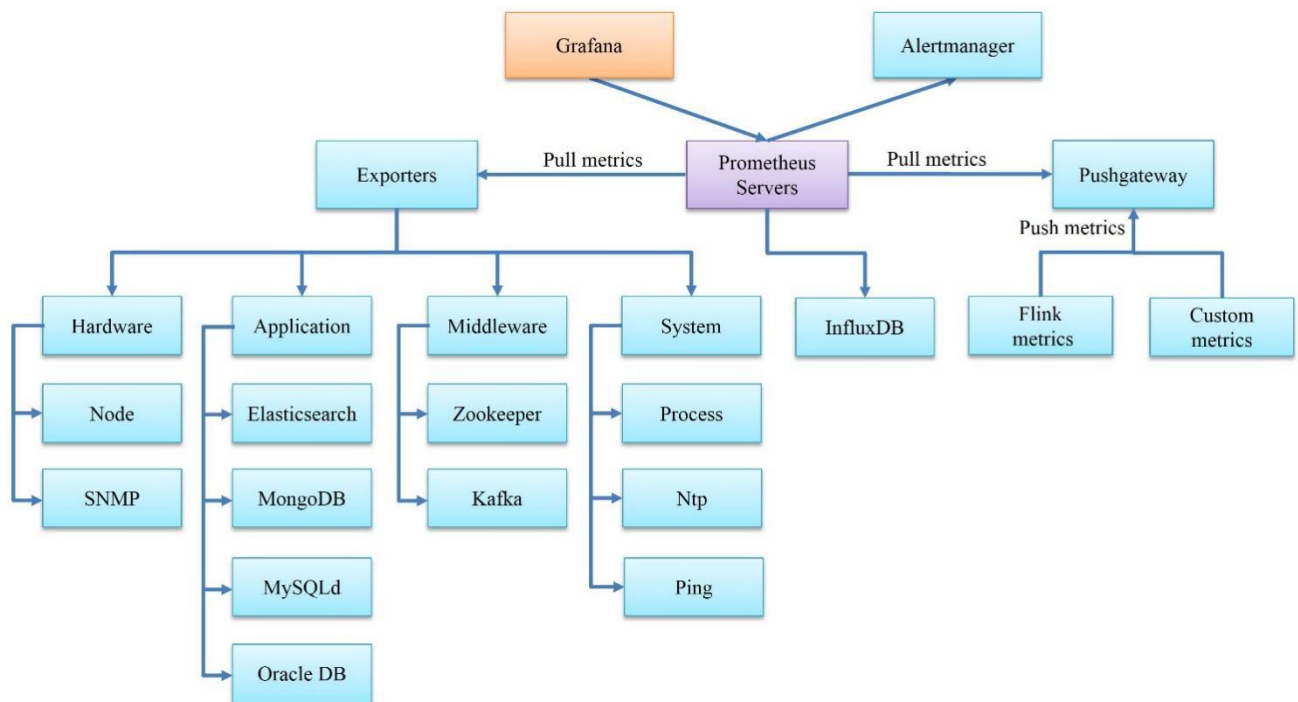 Grafana
Alertmanager
Exporters
Pull metrics
Prometheus
Servers
Pull metrics
Pushgateway
Push metrics
Hardware
Application
Middleware
System
InfluxDB
Flink
metrics
Custom
metrics
Node
Elasticsearch
Zookeeper
Process
SNMP
MongoDB
Kafka
Ntp
MySQLd
Ping
Oracle DB